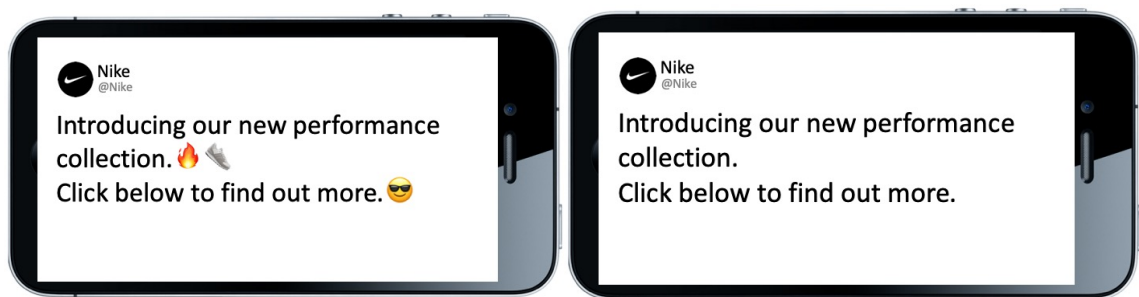 Nike
@Nike
Introducing our new performance
collection.🔥👟
Click below to find out more.😎
Nike
@Nike
Introducing our new performance
collection.
Click below to find out more.